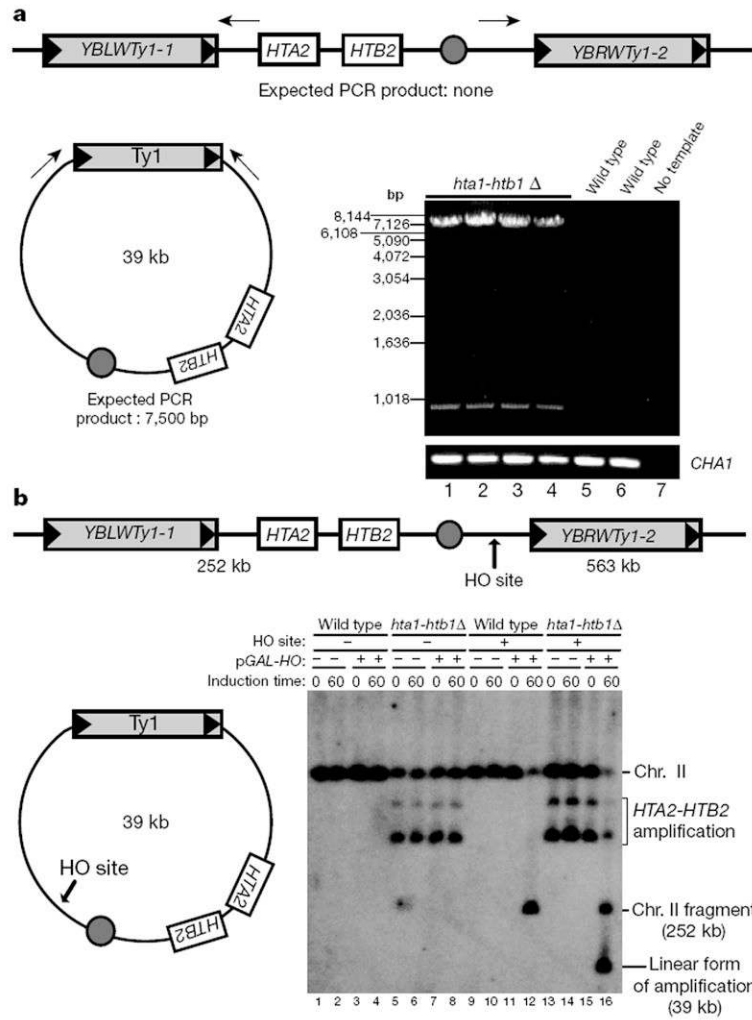 a
YBLWTy1-1 HTA2 HTB2 YBRWTy1-2
Expected PCR product: none
Ty1
39 kb
HTA2
HTB2
Expected PCR
product : 7,500 bp
hta1-htb1 Δ Wild type Wild type No template
bp
8,144
7,126
6,108
5,090
4,072
3,054
2,036
1,636
1,018
CHA1
1 2 3 4 5 6 7
b
YBLWTy1-1 HTA2 HTB2 YBRWTy1-2
252 kb HO site 563 kb
Wild type hta1-htb1Δ Wild type hta1-htb1Δ
HO site: – – + +
pGAL-HO: – – + + – – + + – – + + – – + +
Induction time: 0 60 0 60 0 60 0 60 0 60 0 60 0 60 0 60
Ty1
39 kb
HO site
HTA2
HTB2
Chr. II
HTA2-HTB2
amplification
Chr. II fragment
(252 kb)
Linear form
of amplification
(39 kb)
1 2 3 4 5 6 7 8 9 10 11 12 13 14 15 16